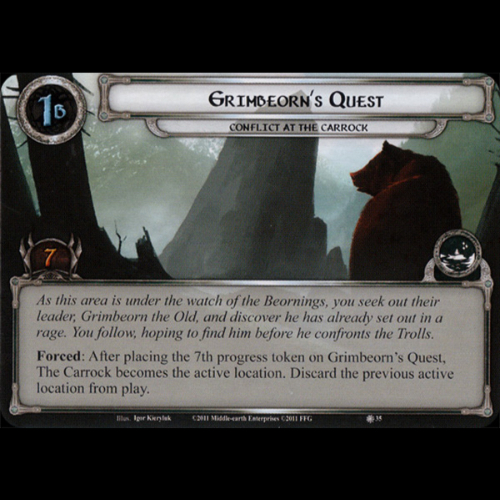 1B
GRIMBEORN'S QUEST
CONFLICT AT THE CARROCK
7
As this area is under the watch of the Beornings, you seek out their
leader, Grimbeorn the Old, and discover he has already set out in a
rage. You follow, hoping to find him before he confronts the Trolls.
Forced: After placing the 7th progress token on Grimbeorn's Quest,
The Carrock becomes the active location. Discard the previous active
location from play.
Illus. Igor Kieryluk ©2011 Middle-earth Enterprises ©2011 FFG 35